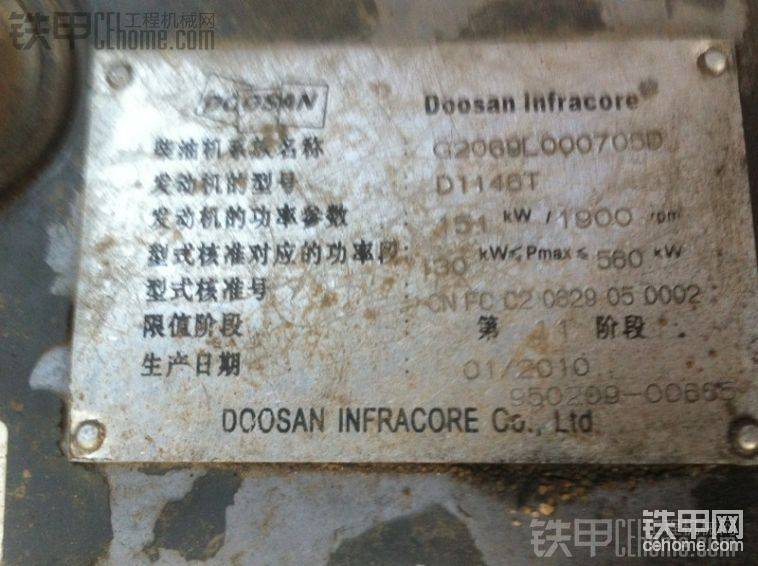 铁甲 工程机械网
CEhome.com
DOOSAN Doosan Infracore®
柴油机系族名称 : G2069L000705D
发动机的型号 : D1146T
发动机的功率参数 : 151 kW / 1900 rpm
型式核准对应的功率段: 130 kW≤Pmax≤ 560 kW
型式核准号 : CN FC C2 0629 05 0002
限值阶段 : 第 11 阶段
生产日期 : 01/2010
950209-00665
DOOSAN INFRACORE Co., Ltd
铁甲网
cehome.com